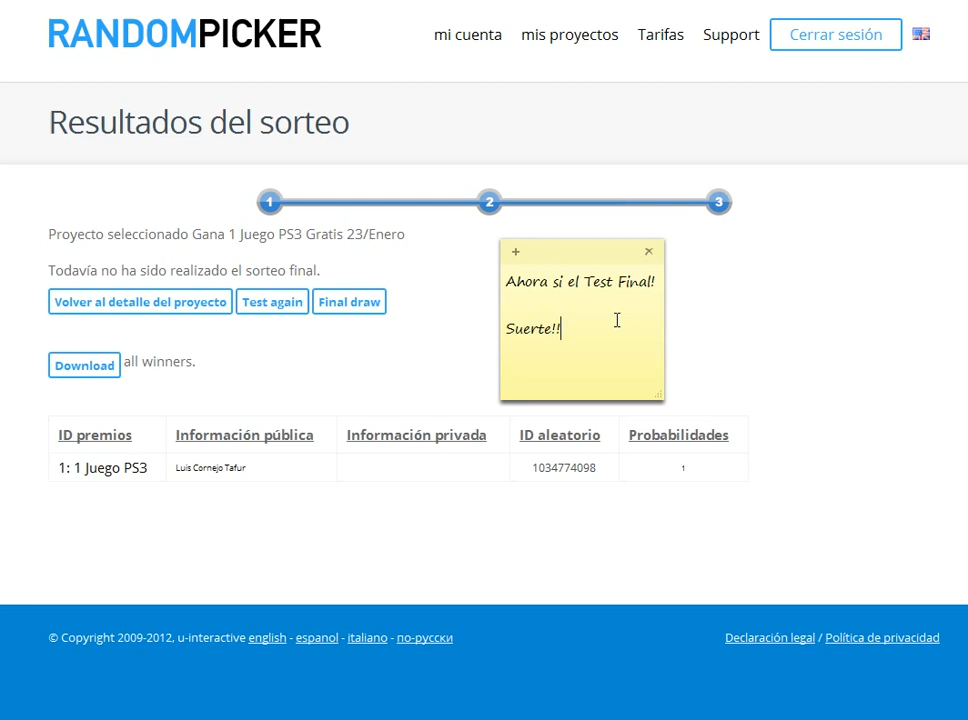 RANDOMPICKER
mi cuenta mis proyectos Tarifas Support Cerrar sesión
Resultados del sorteo
1 2 3
Proyecto seleccionado Gana 1 Juego PS3 Gratis 23/Enero
Todavía no ha sido realizado el sorteo final.
Volver al detalle del proyecto Test again Final draw
+ ×
Ahora si el Test Final!
Suerte!!
Download all winners.
ID premios Información pública Información privada ID aleatorio Probabilidades
1: 1 Juego PS3 Luis Cornejo Tafur 1034774098 1
© Copyright 2009-2012, u-interactive english - espanol - italiano - по-русски
Declaración legal / Política de privacidad